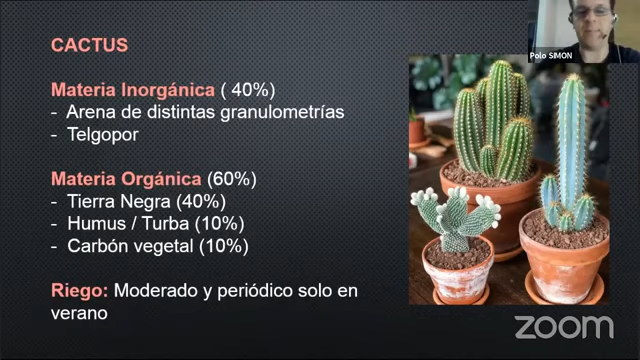 Polo SIMON
CACTUS
Materia Inorgánica ( 40%)
- Arena de distintas granulometrías
- Telgopor
Materia Orgánica (60%)
- Tierra Negra (40%)
- Humus / Turba (10%)
- Carbón vegetal (10%)
Riego: Moderado y periódico solo en
verano
zoom